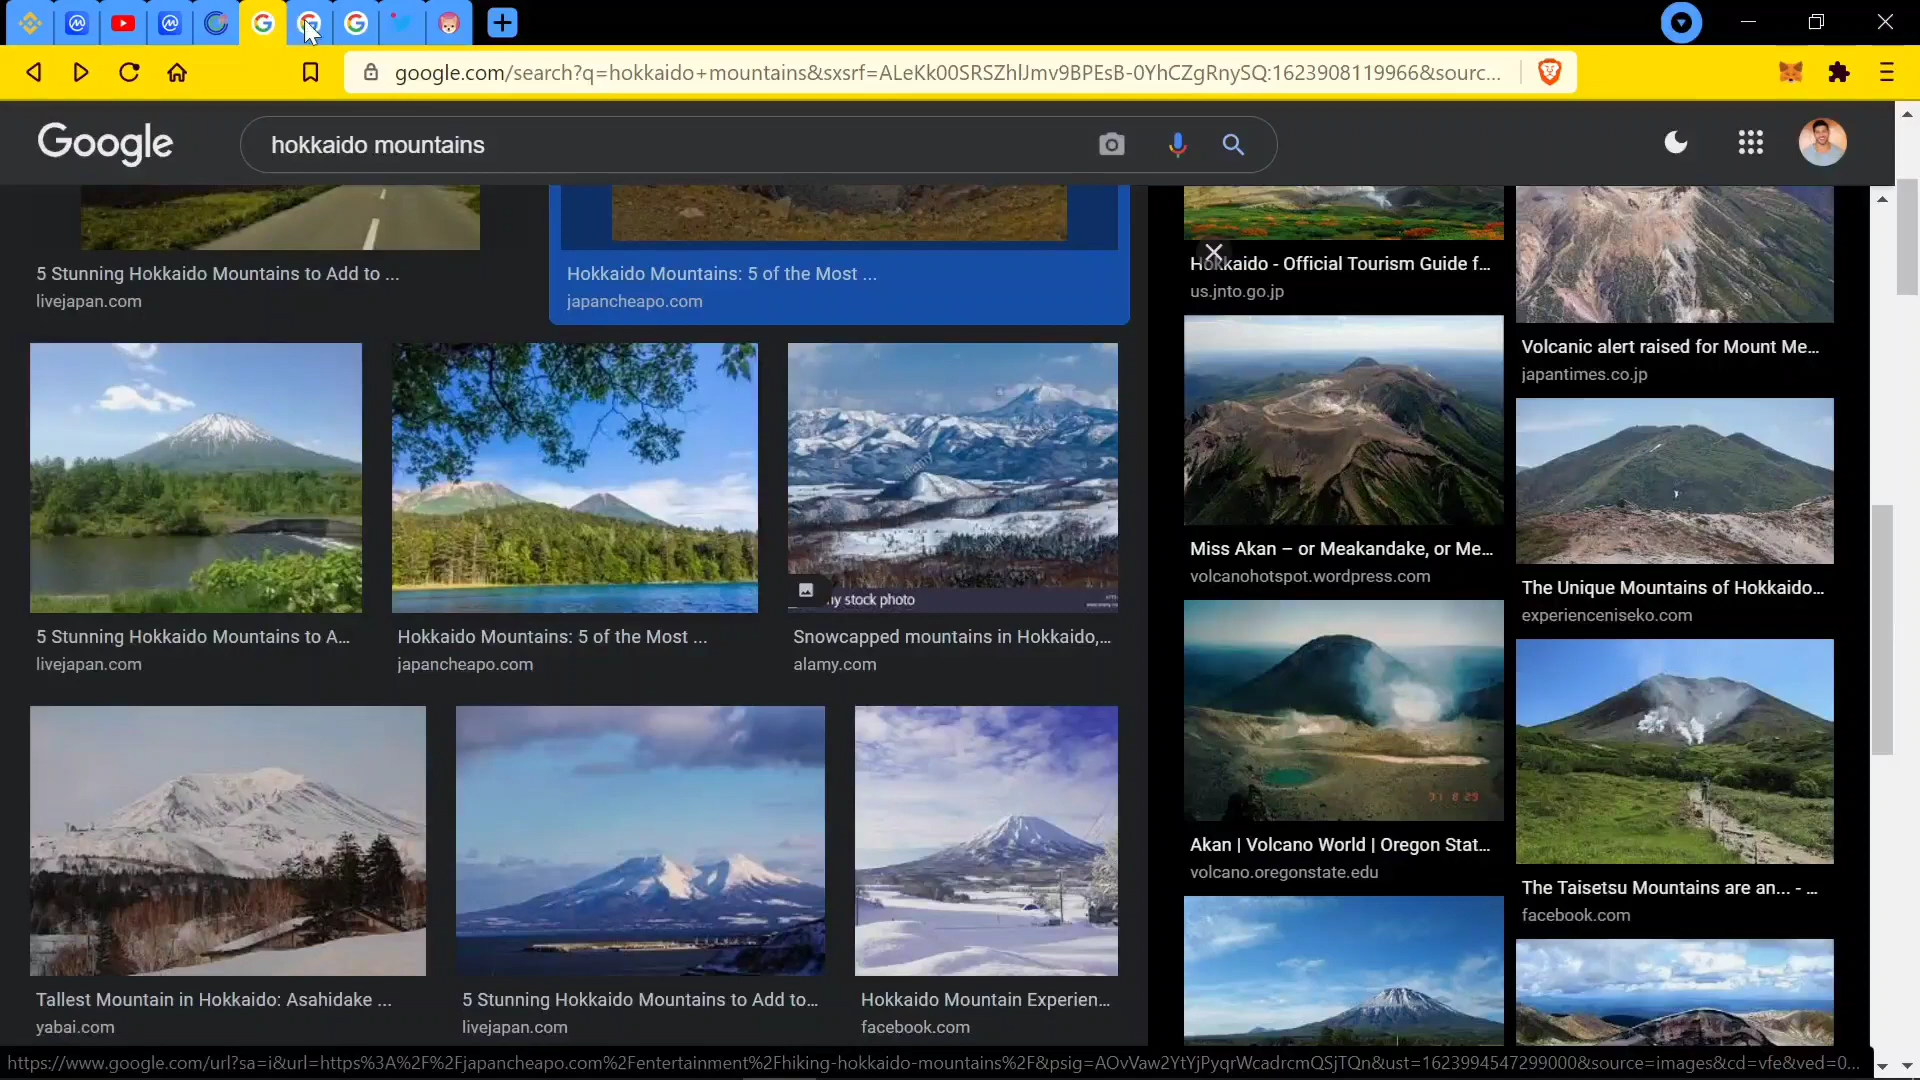 google.com/search?q=hokkaido+mountains&sxsrf=ALeKk00SRSZhlJmv9BPEsB-0YhCZgRnySQ:1623908119966&sourc...
Google
hokkaido mountains
5 Stunning Hokkaido Mountains to Add to ...
livejapan.com
Hokkaido Mountains: 5 of the Most ...
japancheapo.com
Hokkaido - Official Tourism Guide f...
us.jnto.go.jp
Volcanic alert raised for Mount Me...
japantimes.co.jp
Miss Akan – or Meakandake, or Me...
volcanohotspot.wordpress.com
The Unique Mountains of Hokkaido...
experienceniseko.com
alamy
stock photo
5 Stunning Hokkaido Mountains to A...
livejapan.com
Hokkaido Mountains: 5 of the Most ...
japancheapo.com
Snowcapped mountains in Hokkaido,...
alamy.com
Akan | Volcano World | Oregon Stat...
volcano.oregonstate.edu
The Taisetsu Mountains are an... - ...
facebook.com
Tallest Mountain in Hokkaido: Asahidake ...
yabai.com
5 Stunning Hokkaido Mountains to Add to...
livejapan.com
Hokkaido Mountain Experien...
facebook.com
https://www.google.com/url?sa=i&url=https%3A%2F%2Fjapancheapo.com%2Fentertainment%2Fhiking-hokkaido-mountains%2F&psig=AOvVaw2YtYjPyqrWcadrcmQSjTQn&ust=1623994547299000&source=images&cd=vfe&ved=0...